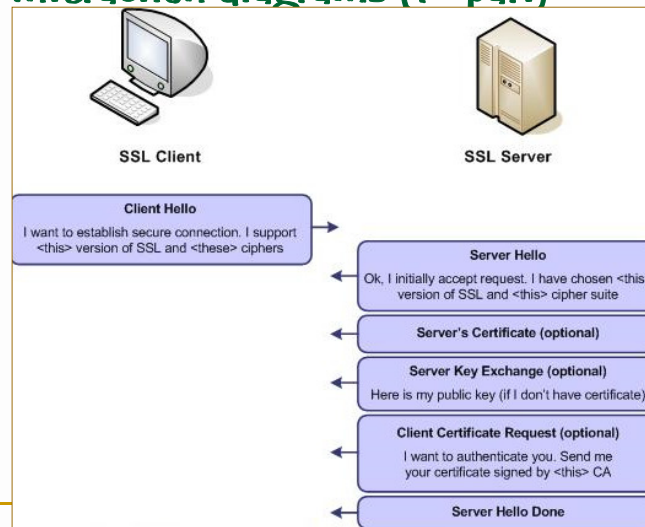 SSL Client
SSL Server
Client Hello
I want to establish secure connection. I support
<this> version of SSL and <these> ciphers
Server Hello
Ok, I initially accept request. I have chosen <this
version of SSL and <this> cipher suite
Server's Certificate (optional)
Server Key Exchange (optional)
Here is my public key (if I don't have certificate)
Client Certificate Request (optional)
I want to authenticate you. Send me
your certificate signed by <this> CA
Server Hello Done